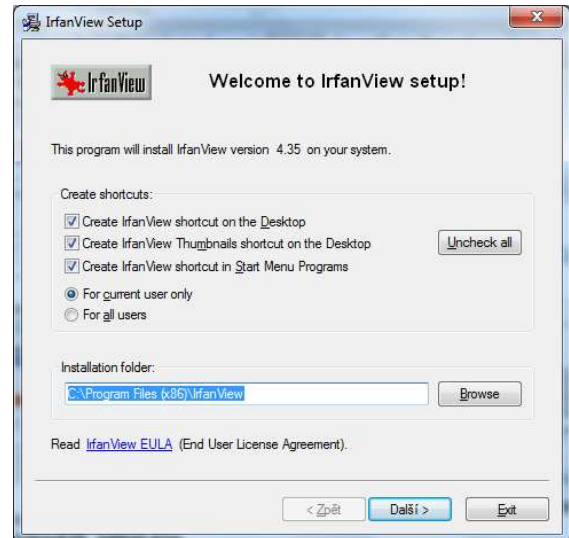 IrfanView Setup
IrfanView
Welcome to IrfanView setup!
This program will install IrfanView version 4.35 on your system.
Create shortcuts:
Create IrfanView shortcut on the Desktop
Create IrfanView Thumbnails shortcut on the Desktop
Uncheck all
Create IrfanView shortcut in Start Menu Programs
For current user only
For all users
Installation folder:
C:\Program Files (x86)\IrfanView
Browse
Read IrfanView EULA (End User License Agreement).
< Zpět Další > Exit